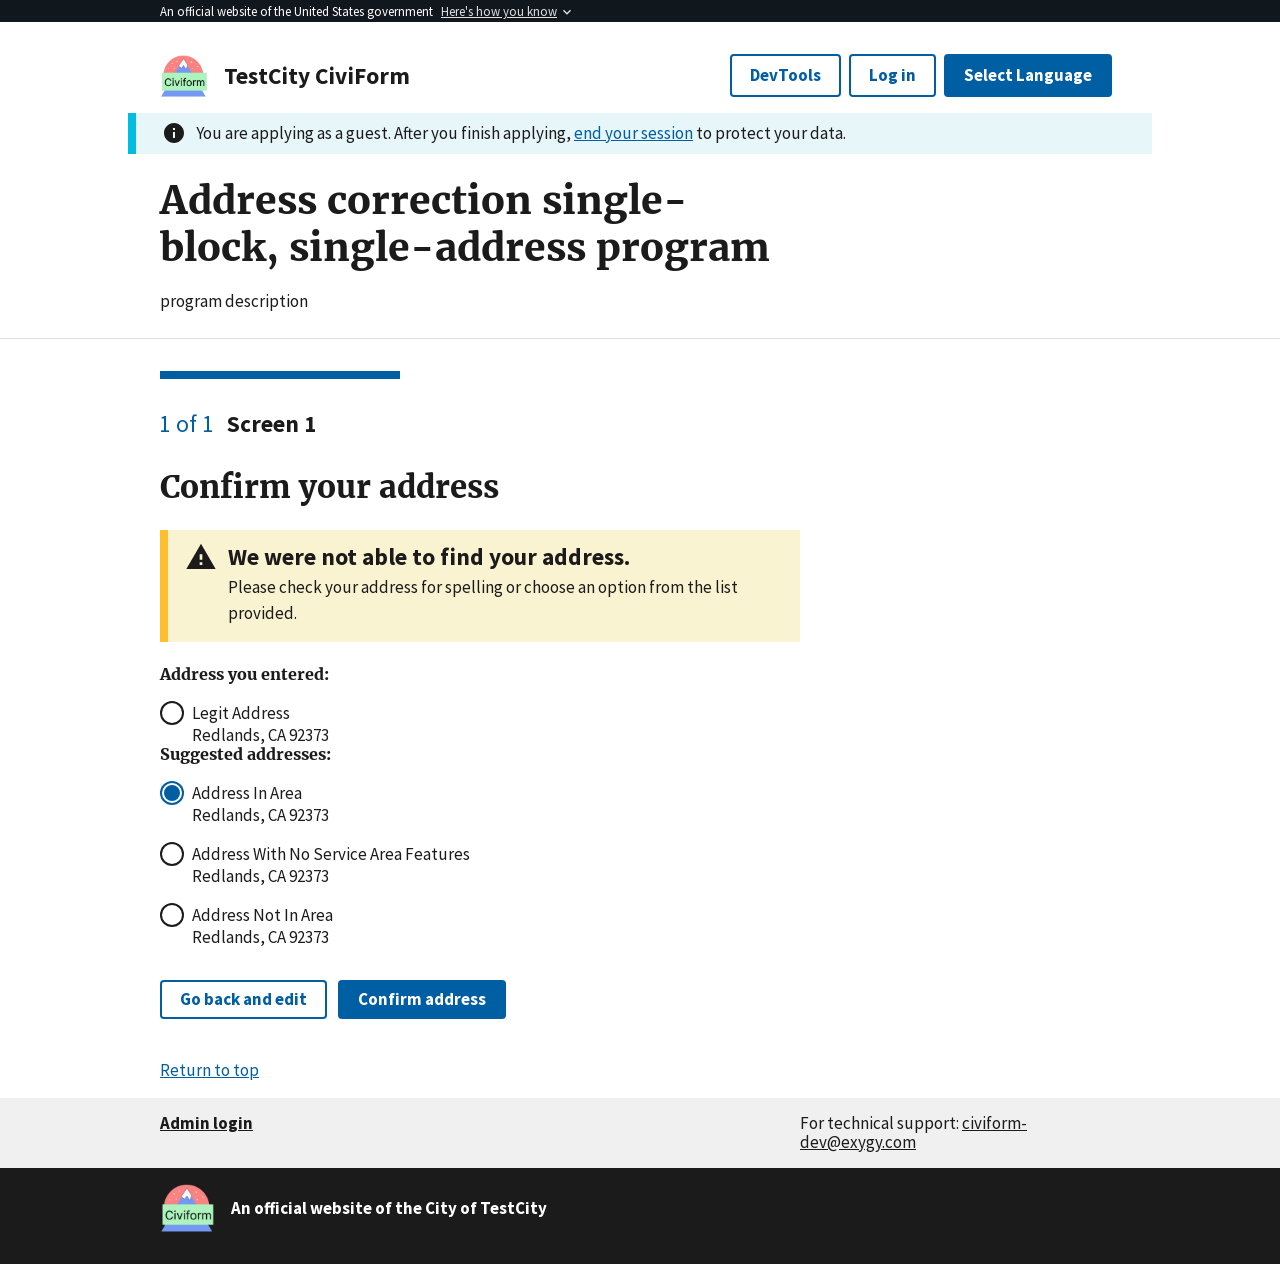 An official website of the United States government Here's how you know
Civiform
TestCity CiviForm
DevTools
Log in
Select Language
You are applying as a guest. After you finish applying, end your session to protect your data.
Address correction single-
block, single-address program
program description
1 of 1 Screen 1
Confirm your address
We were not able to find your address.
Please check your address for spelling or choose an option from the list
provided.
Address you entered:
Legit Address
Redlands, CA 92373
Suggested addresses:
Address In Area
Redlands, CA 92373
Address With No Service Area Features
Redlands, CA 92373
Address Not In Area
Redlands, CA 92373
Go back and edit
Confirm address
Return to top
Admin login
For technical support: civiform-
dev@exygy.com
Civiform
An official website of the City of TestCity